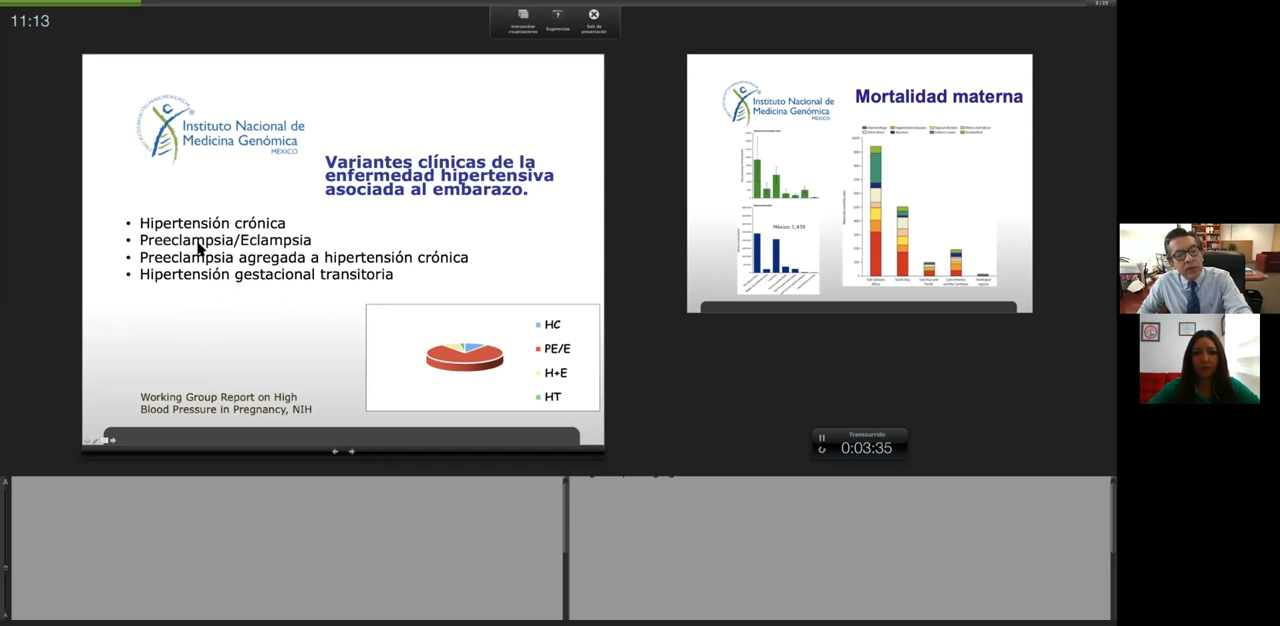 11:13
3 / 23
Intercambiar
visualizaciones
Sugerencias
Salir de
presentación
Instituto Nacional de
Medicina Genómica
MÉXICO
Variantes clínicas de la
enfermedad hipertensiva
asociada al embarazo.
• Hipertensión crónica
• Preeclampsia/Eclampsia
• Preeclampsia agregada a hipertensión crónica
• Hipertensión gestacional transitoria
HC
PE/E
H+E
HT
Working Group Report on High
Blood Pressure in Pregnancy, NIH
Instituto Nacional de
Medicina Genómica
MÉXICO
Mortalidad materna
México: 1,439
Transcurrido
0:03:35